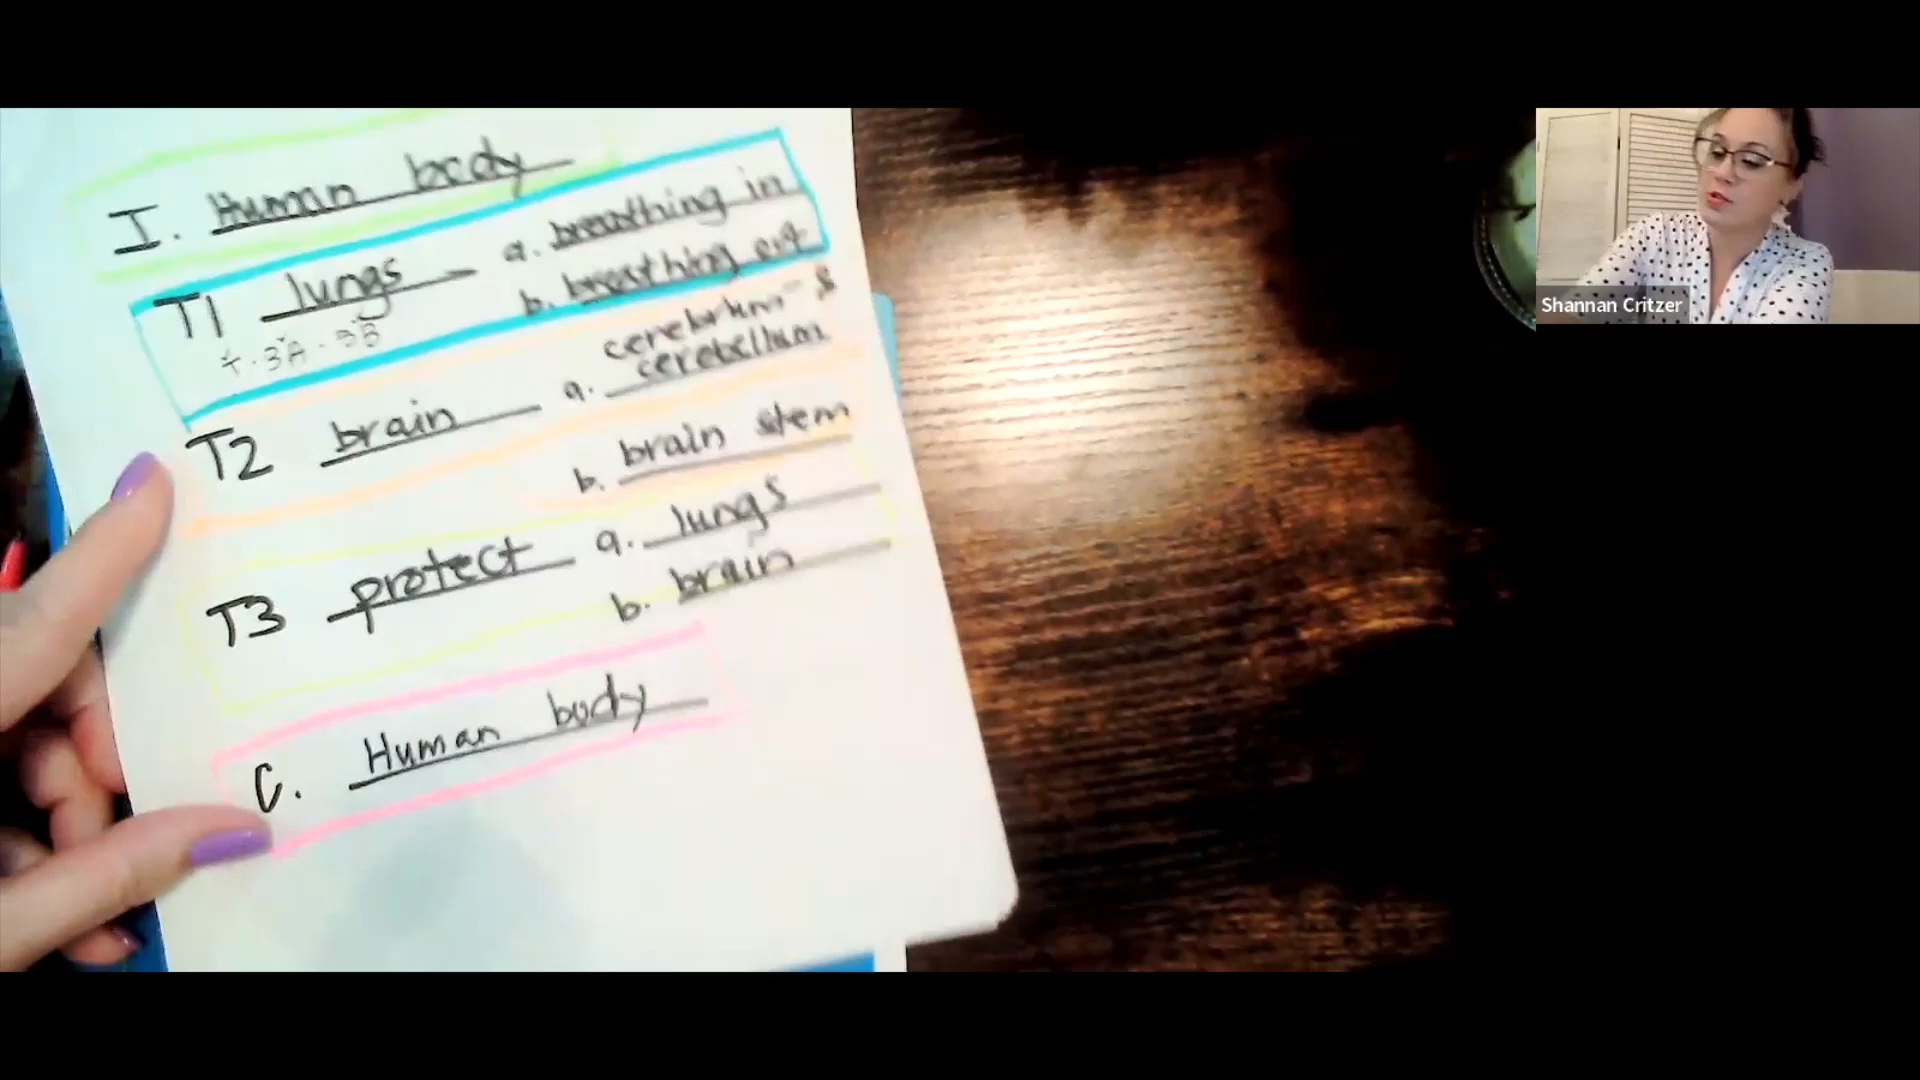 I. Human body
T1 lungs a. breathing in
b. breathing out
T2 brain a. cerebrum s
cerebellum
b. brain stem
T3 protect a. lungs
b. brain
C. Human body
Shannan Critzer